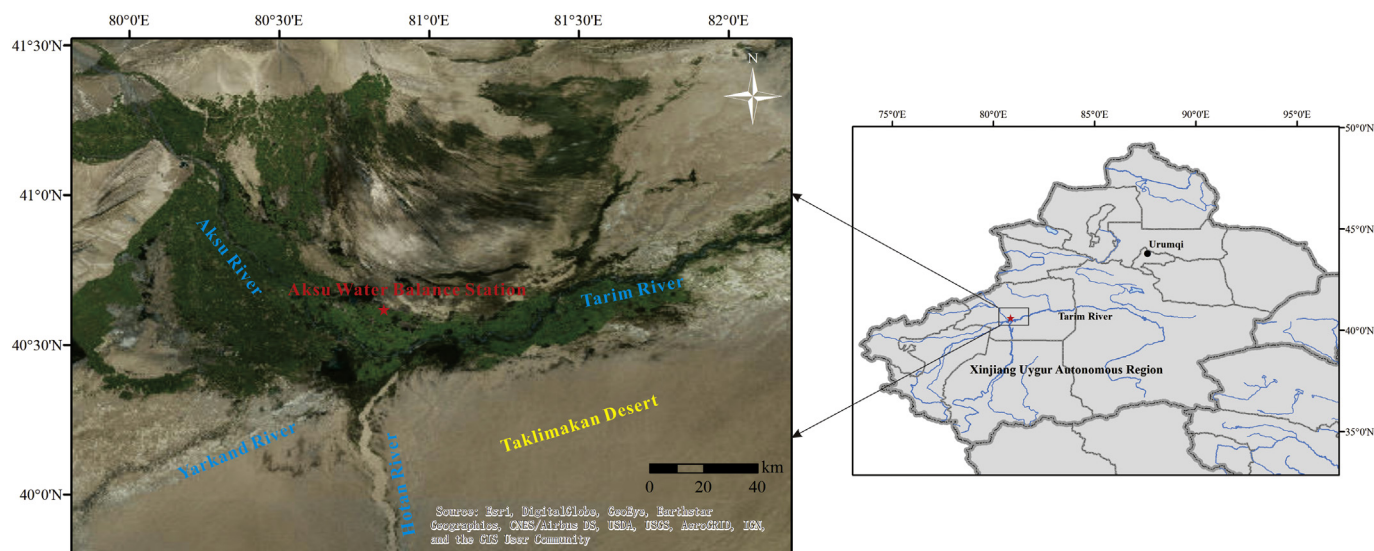 80°0'E 80°30'E 81°0'E 81°30'E 82°0'E
41°30'N
41°0'N
40°30'N
40°0'N
N
Aksu River
Aksu Water Balance Station
Tarim River
Taklimakan Desert
Yarkand River
Hetian River
km
0 20 40
Source: Esri, DigitalGlobe, GeoEye, Earthstar
Geographics, CNES/Airbus DS, USDA, USGS, AeroGRID, IGN,
and the GIS User Community
75°0'E 80°0'E 85°0'E 90°0'E 95°0'E
50°0'N
45°0'N
40°0'N
35°0'N
Urumqi
Tarim River
Xinjiang Uygur Autonomous Region